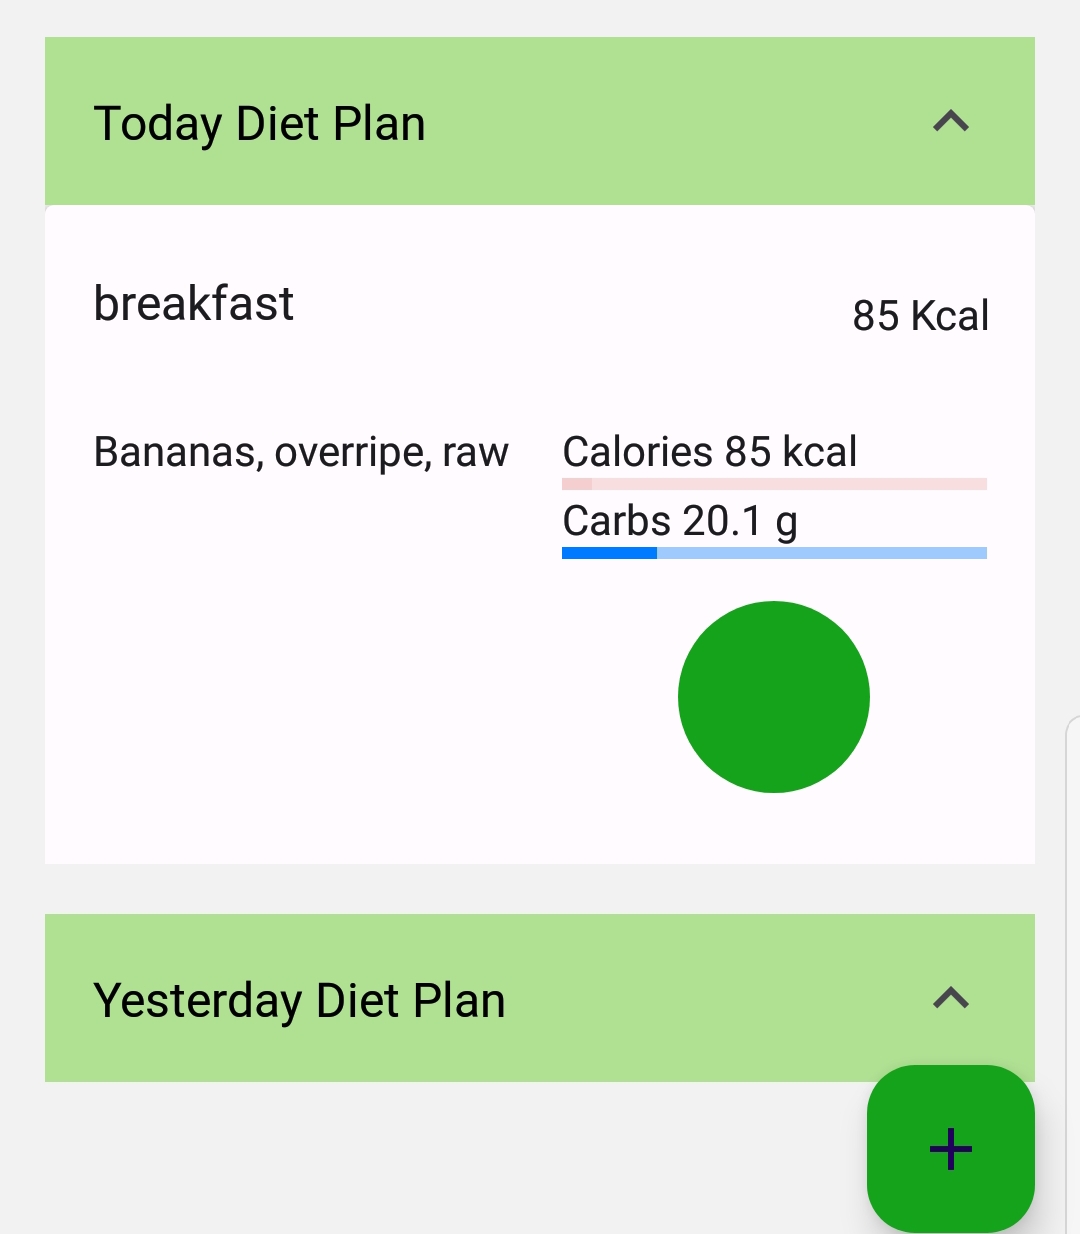 Today Diet Plan
breakfast
85 Kcal
Bananas, overripe, raw
Calories 85 kcal
Carbs 20.1 g
Yesterday Diet Plan
+